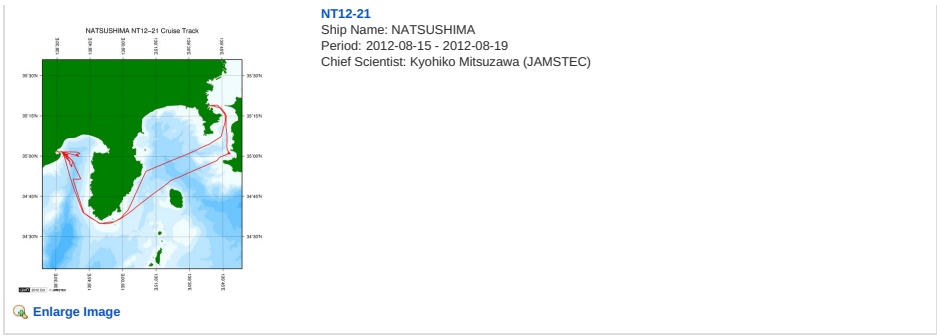 NT12-21
Ship Name: NATSUSHIMA
Period: 2012-08-15 - 2012-08-19
Chief Scientist: Kyohiko Mitsuzawa (JAMSTEC)
NATSUSHIMA NT12-21 Cruise Track
35˚30'N 35˚30'N
35˚15'N 35˚15'N
35˚00'N 35˚00'N
34˚45'N 34˚45'N
34˚30'N 34˚30'N
Enlarge Image